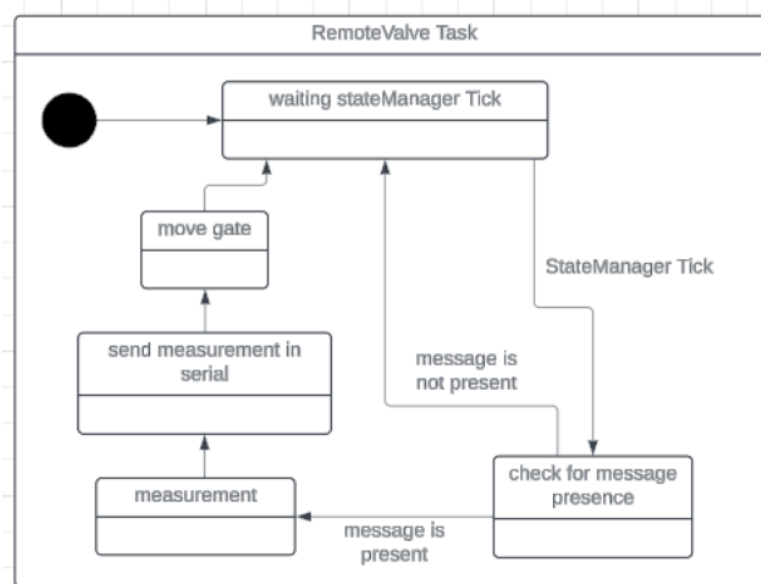 RemoteValve Task
waiting stateManager Tick
move gate
StateManager Tick
send measurement in
serial
message is
not present
check for message
presence
measurement
message is
present